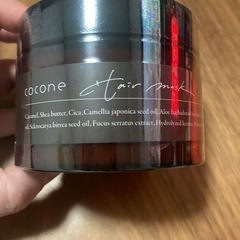 cocone Hair mask
Caramel, Shea butter, Cica, Camellia japonica seed oil, Aloe
oil, Sclerocarya birrea seed oil, Fucus serratus extract, Hydrolyzed